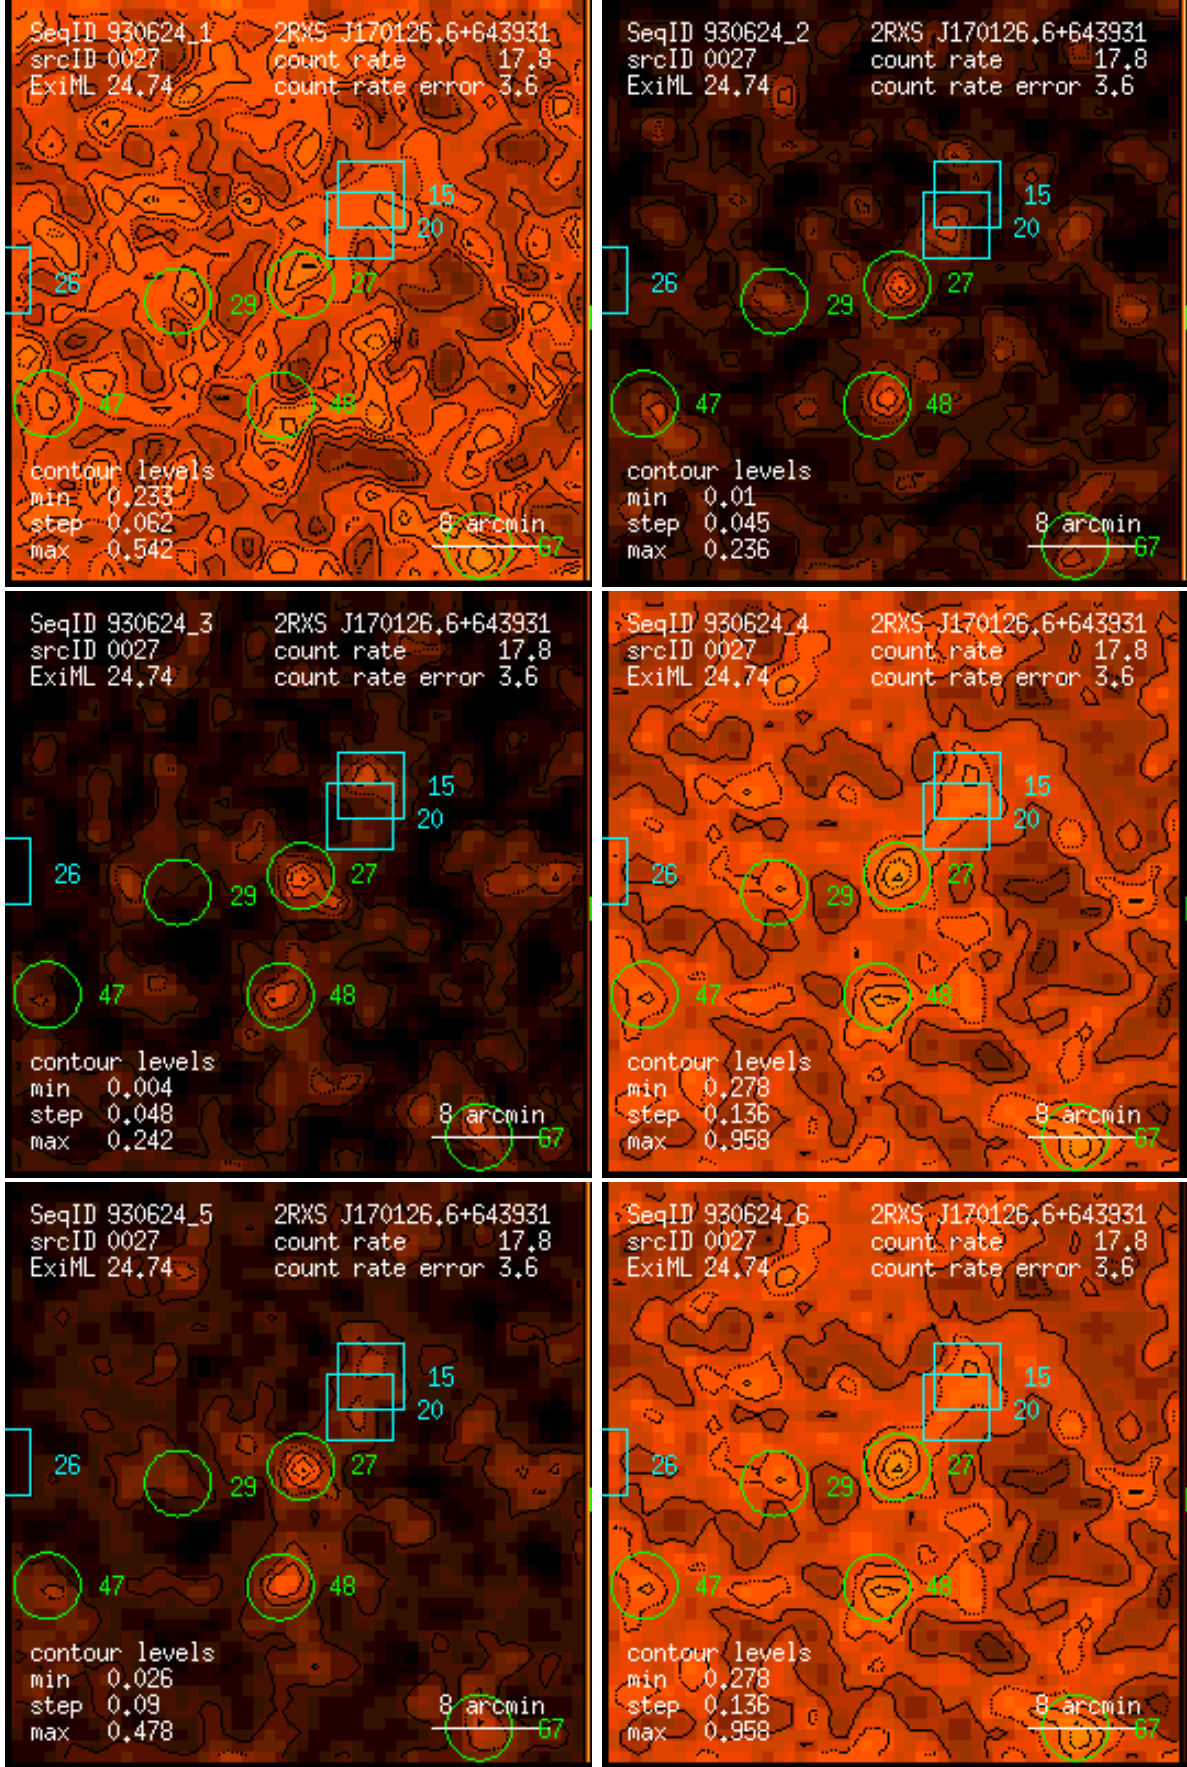 SeqID 930624_1 2RXS J170126.6+643931
srcID 0027 count rate 17.8
ExiML 24.74 count rate error 3.6
15
20
26
29
27
47
48
contour levels
min 0.233
step 0.062
max 0.542
8 arcmin
67
SeqID 930624_2 2RXS J170126.6+643931
srcID 0027 count rate 17.8
ExiML 24.74 count rate error 3.6
15
20
26
29
27
47
48
contour levels
min 0.01
step 0.045
max 0.236
8 arcmin
67
SeqID 930624_3 2RXS J170126.6+643931
srcID 0027 count rate 17.8
ExiML 24.74 count rate error 3.6
15
20
26
29
27
47
48
contour levels
min 0.004
step 0.048
max 0.242
8 arcmin
67
SeqID 930624_4 2RXS J170126.6+643931
srcID 0027 count rate 17.8
ExiML 24.74 count rate error 3.6
15
20
26
29
27
47
48
contour levels
min 0.278
step 0.136
max 0.958
8 arcmin
67
SeqID 930624_5 2RXS J170126.6+643931
srcID 0027 count rate 17.8
ExiML 24.74 count rate error 3.6
15
20
26
29
27
47
48
contour levels
min 0.026
step 0.09
max 0.478
8 arcmin
67
SeqID 930624_6 2RXS J170126.6+643931
srcID 0027 count rate 17.8
ExiML 24.74 count rate error 3.6
15
20
26
29
27
47
48
contour levels
min 0.278
step 0.136
max 0.958
8 arcmin
67